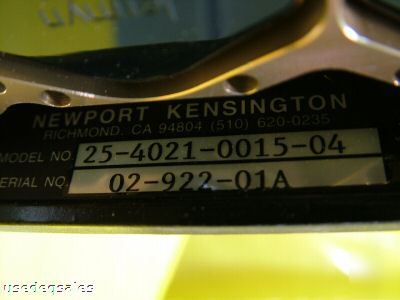 NEWPORT KENSINGTON
RICHMOND, CA 94804 (510) 620-0235
MODEL NO. 25-4021-0015-04
SERIAL NO. 02-922-01A
usedeqsales